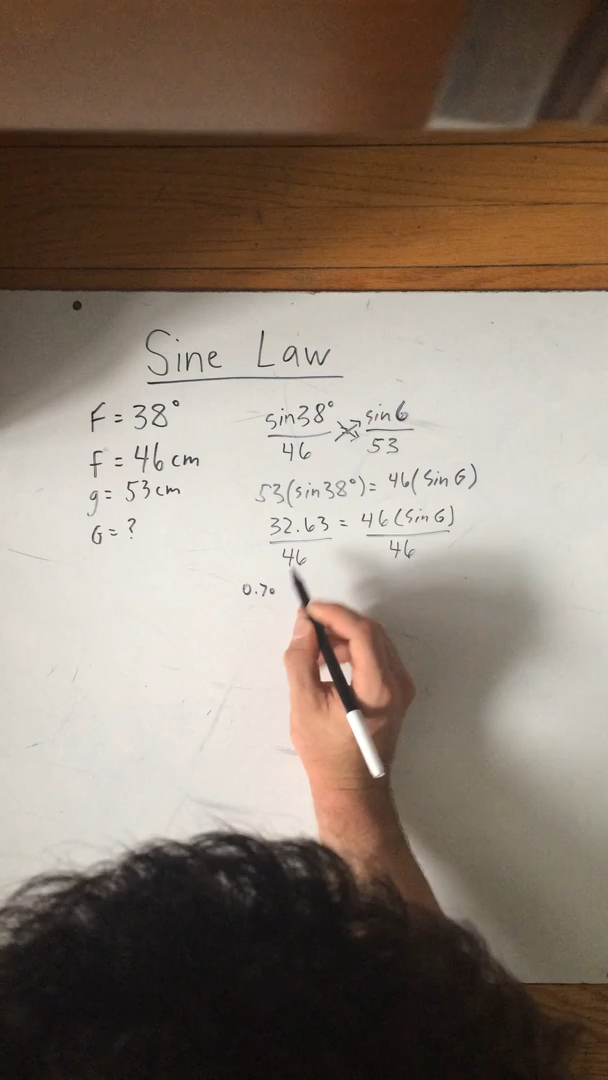 Sine Law
F = 38°
f = 46 cm
g = 53 cm
G = ?
sin38° sinG
46 53
53(sin38°) = 46(sin G)
32.63 = 46(sin G)
46 46
0.70